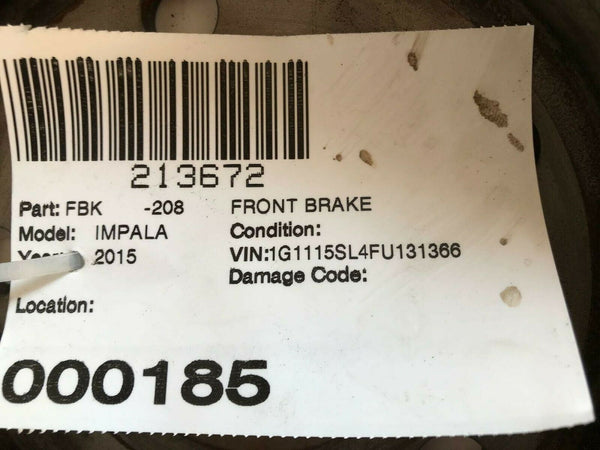 213672
Part: FBK -208 FRONT BRAKE
Model: IMPALA Condition:
2015 VIN:1G1115SL4FU131366
Damage Code:
Location:
000185